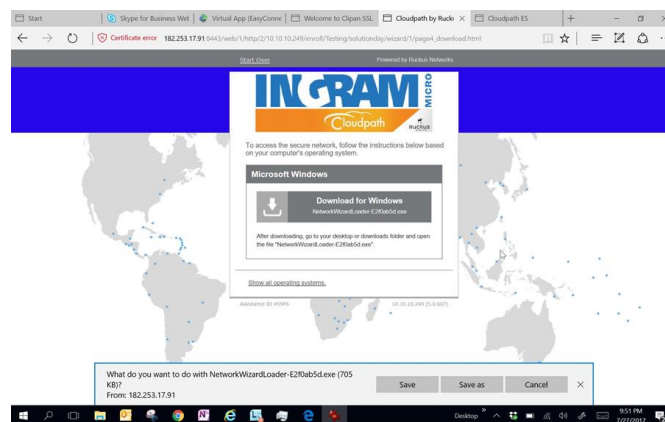 Start
Skype for Business Wel
Virtual App (EasyConne
Welcome to Clipan SSL
Cloudpath by Rucku
Cloudpath ES
Certificate error
182.253.17.91:8443/web/1/http/2/10.10.10.249/enroll/Testing/solutionday/wizard/1/page4_download.html
Start Over
Powered by Ruckus Networks
INGRAM MICRO
Cloudpath
Ruckus
To access the secure network, follow the instructions below based on your computer's operating system.
Microsoft Windows
Download for Windows
NetworkWizardLoader-E2f0ab5d.exe
After downloading, go to your desktop or downloads folder and open
the file "NetworkWizardLoader-E2f0ab5d.exe".
Show all operating systems.
10.10.10.249 [5.0.607]
What do you want to do with NetworkWizardLoader-E2f0ab5d.exe (705
KB)?
From: 182.253.17.91
Save
Save as
Cancel
Desktop
9:51 PM
7/27/2017